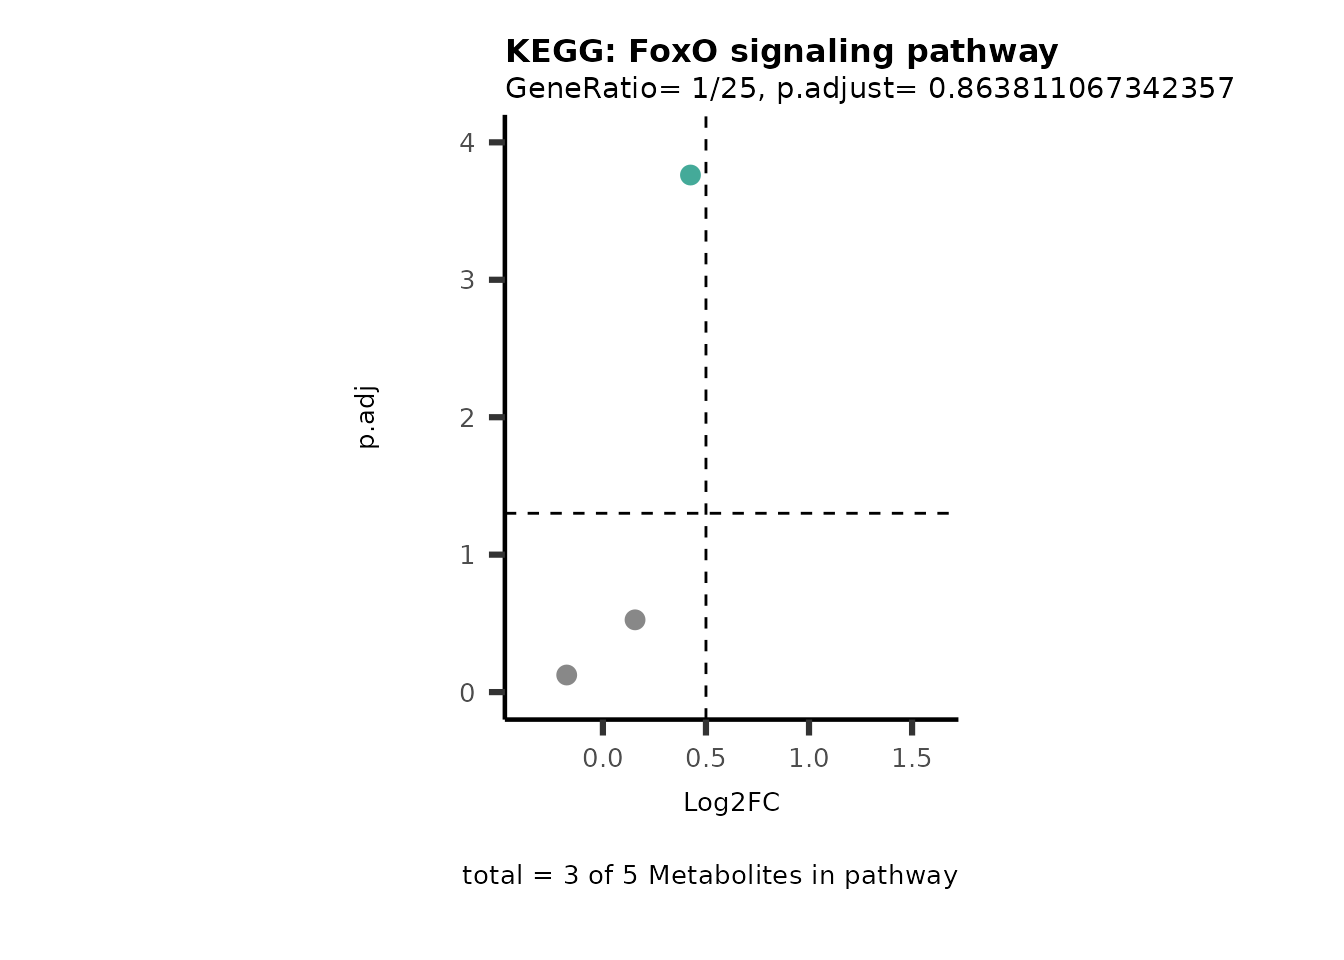 KEGG: FoxO signaling pathway
GeneRatio= 1/25, p.adjust= 0.863811067342357
4
3
2
1
0
p.adj
0.0 0.5 1.0 1.5
Log2FC
total = 3 of 5 Metabolites in pathway